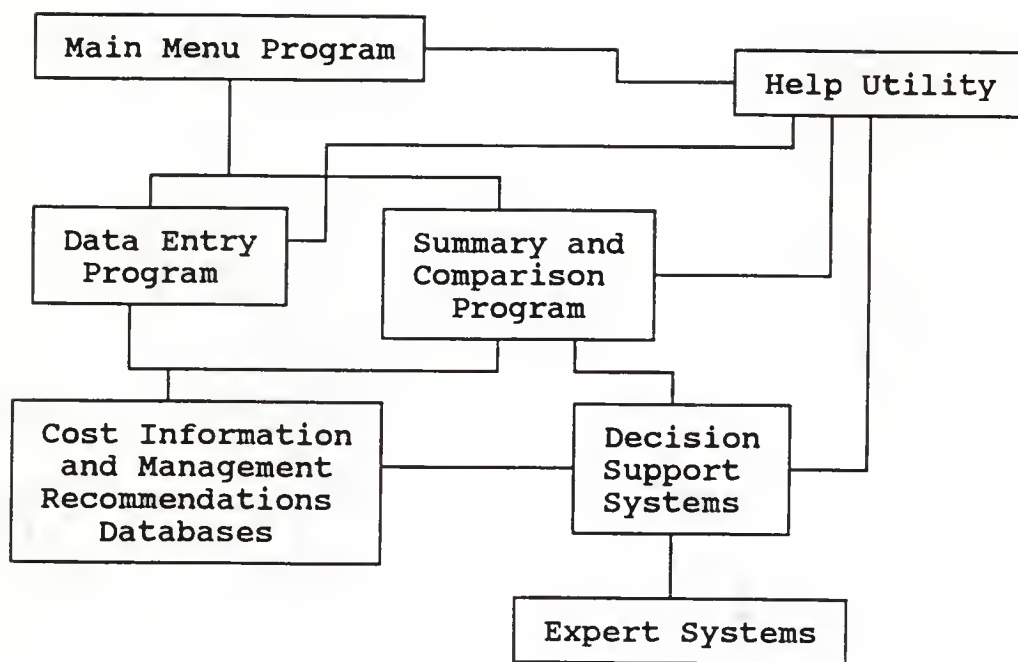 Main Menu Program
Help Utility
Data Entry
Program
Summary and
Comparison
Program
Cost Information
and Management
Recommendations
Databases
Decision
Support
Systems
Expert Systems